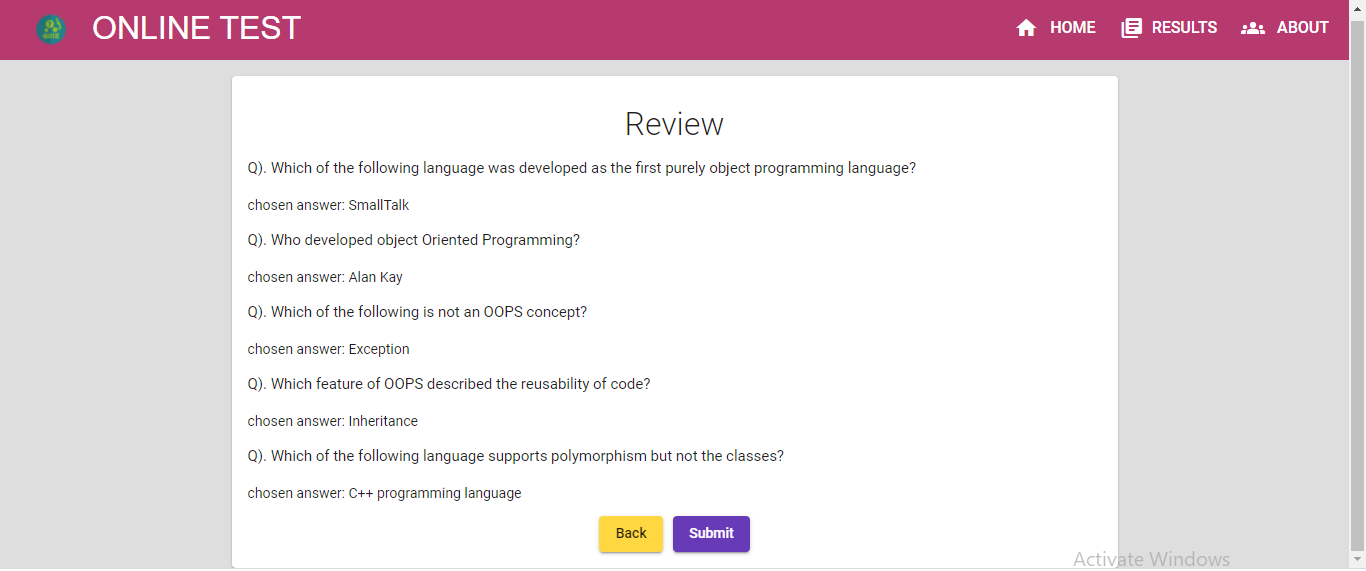 ONLINE TEST
HOME
RESULTS
ABOUT
Review
Q). Which of the following language was developed as the first purely object programming language?
chosen answer: SmallTalk
Q). Who developed object Oriented Programming?
chosen answer: Alan Kay
Q). Which of the following is not an OOPS concept?
chosen answer: Exception
Q). Which feature of OOPS described the reusability of code?
chosen answer: Inheritance
Q). Which of the following language supports polymorphism but not the classes?
chosen answer: C++ programming language
Back
Submit
Activate Windows